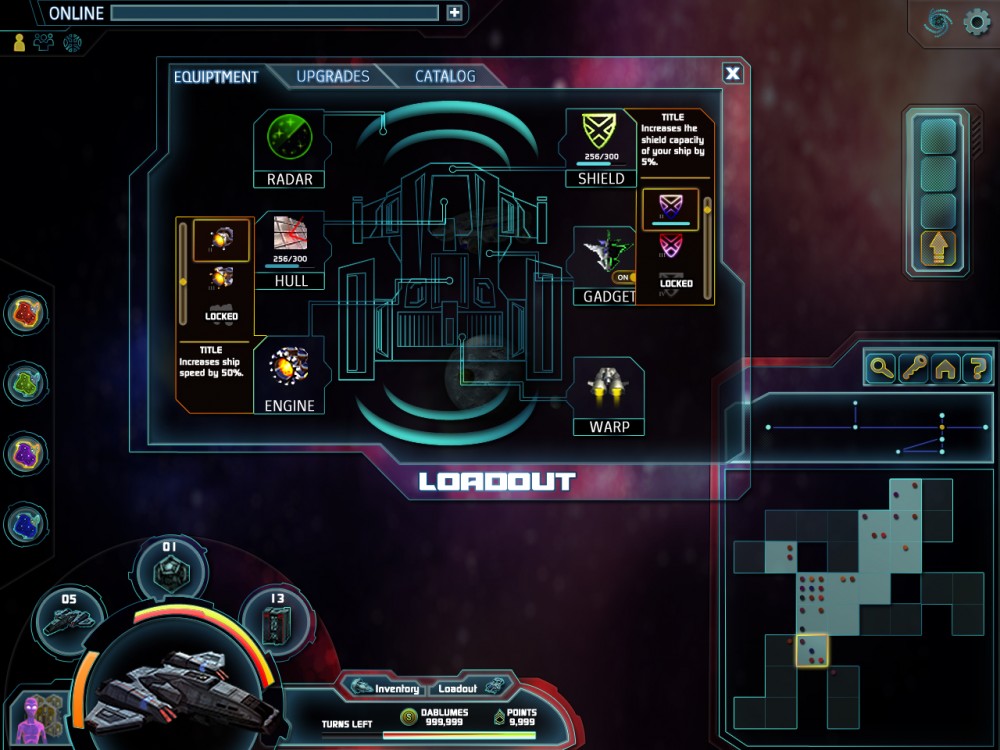 ONLINE
EQUIPTMENT UPGRADES CATALOG
RADAR
256/300
SHIELD
TITLE
Increases the
shield capacity
of your ship by
5%.
LOCKED
256/300
HULL
ON
GADGET
LOCKED
TITLE
Increases ship
speed by 50%.
ENGINE
WARP
LOADOUT
01
05
13
Inventory Loadout
TURNS LEFT
DABLUMES
999,999
POINTS
9,999